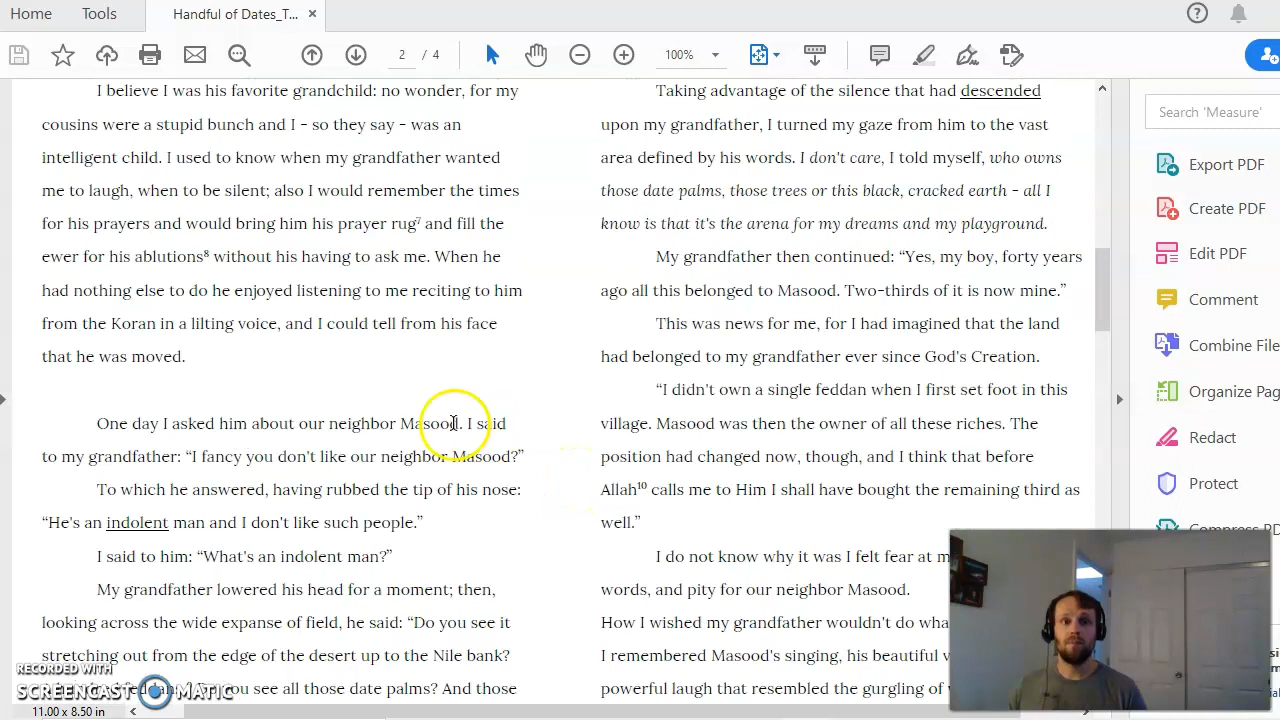 Home
Tools
Handful of Dates_T...
2 / 4
100%
I believe I was his favorite grandchild: no wonder, for my
cousins were a stupid bunch and I - so they say - was an
intelligent child. I used to know when my grandfather wanted
me to laugh, when to be silent; also I would remember the times
for his prayers and would bring him his prayer rug⁷ and fill the
ewer for his ablutions⁸ without his having to ask me. When he
had nothing else to do he enjoyed listening to me reciting to him
from the Koran in a lilting voice, and I could tell from his face
that he was moved.
One day I asked him about our neighbor Masood. I said
to my grandfather: “I fancy you don't like our neighbor Masood?”
To which he answered, having rubbed the tip of his nose:
“He's an indolent man and I don't like such people.”
I said to him: “What's an indolent man?”
My grandfather lowered his head for a moment; then,
looking across the wide expanse of field, he said: “Do you see it
stretching out from the edge of the desert up to the Nile bank?
you see all those date palms? And those
Taking advantage of the silence that had descended
upon my grandfather, I turned my gaze from him to the vast
area defined by his words. I don't care, I told myself, who owns
those date palms, those trees or this black, cracked earth - all I
know is that it's the arena for my dreams and my playground.
My grandfather then continued: “Yes, my boy, forty years
ago all this belonged to Masood. Two-thirds of it is now mine.”
This was news for me, for I had imagined that the land
had belonged to my grandfather ever since God's Creation.
“I didn't own a single feddan when I first set foot in this
village. Masood was then the owner of all these riches. The
position had changed now, though, and I think that before
Allah¹⁰ calls me to Him I shall have bought the remaining third as
well.”
I do not know why it was I felt fear at m
words, and pity for our neighbor Masood.
How I wished my grandfather wouldn't do wha
I remembered Masood's singing, his beautiful v
powerful laugh that resembled the gurgling of
Search 'Measure'
Export PDF
Create PDF
Edit PDF
Comment
Combine File
Organize Pag
Redact
Protect
Compress PD
RECORDED WITH
SCREENCAST MATIC
11.00 x 8.50 in